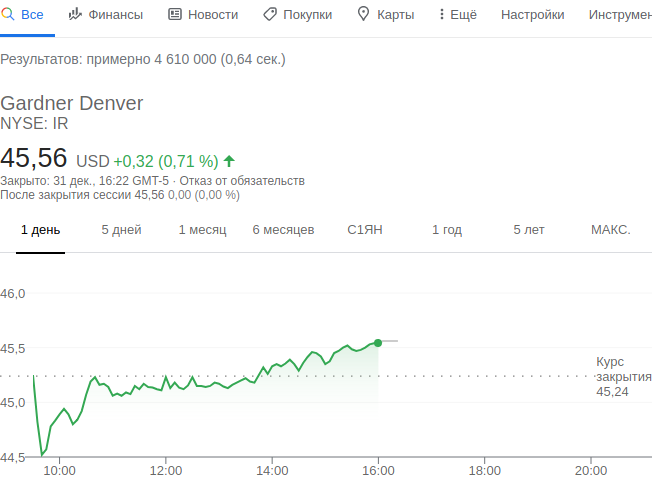 Все Финансы Новости Покупки Карты Ещё Настройки Инструмен
Результатов: примерно 4 610 000 (0,64 сек.)
Gardner Denver
NYSE: IR
45,56 USD +0,32 (0,71 %)
Закрыто: 31 дек., 16:22 GMT-5 · Отказ от обязательств
После закрытия сессии 45,56 0,00 (0,00 %)
1 день 5 дней 1 месяц 6 месяцев С1ЯН 1 год 5 лет МАКС.
46,0
45,5
Курс
закрытия
45,24
45,0
44,5
10:00 12:00 14:00 16:00 18:00 20:00